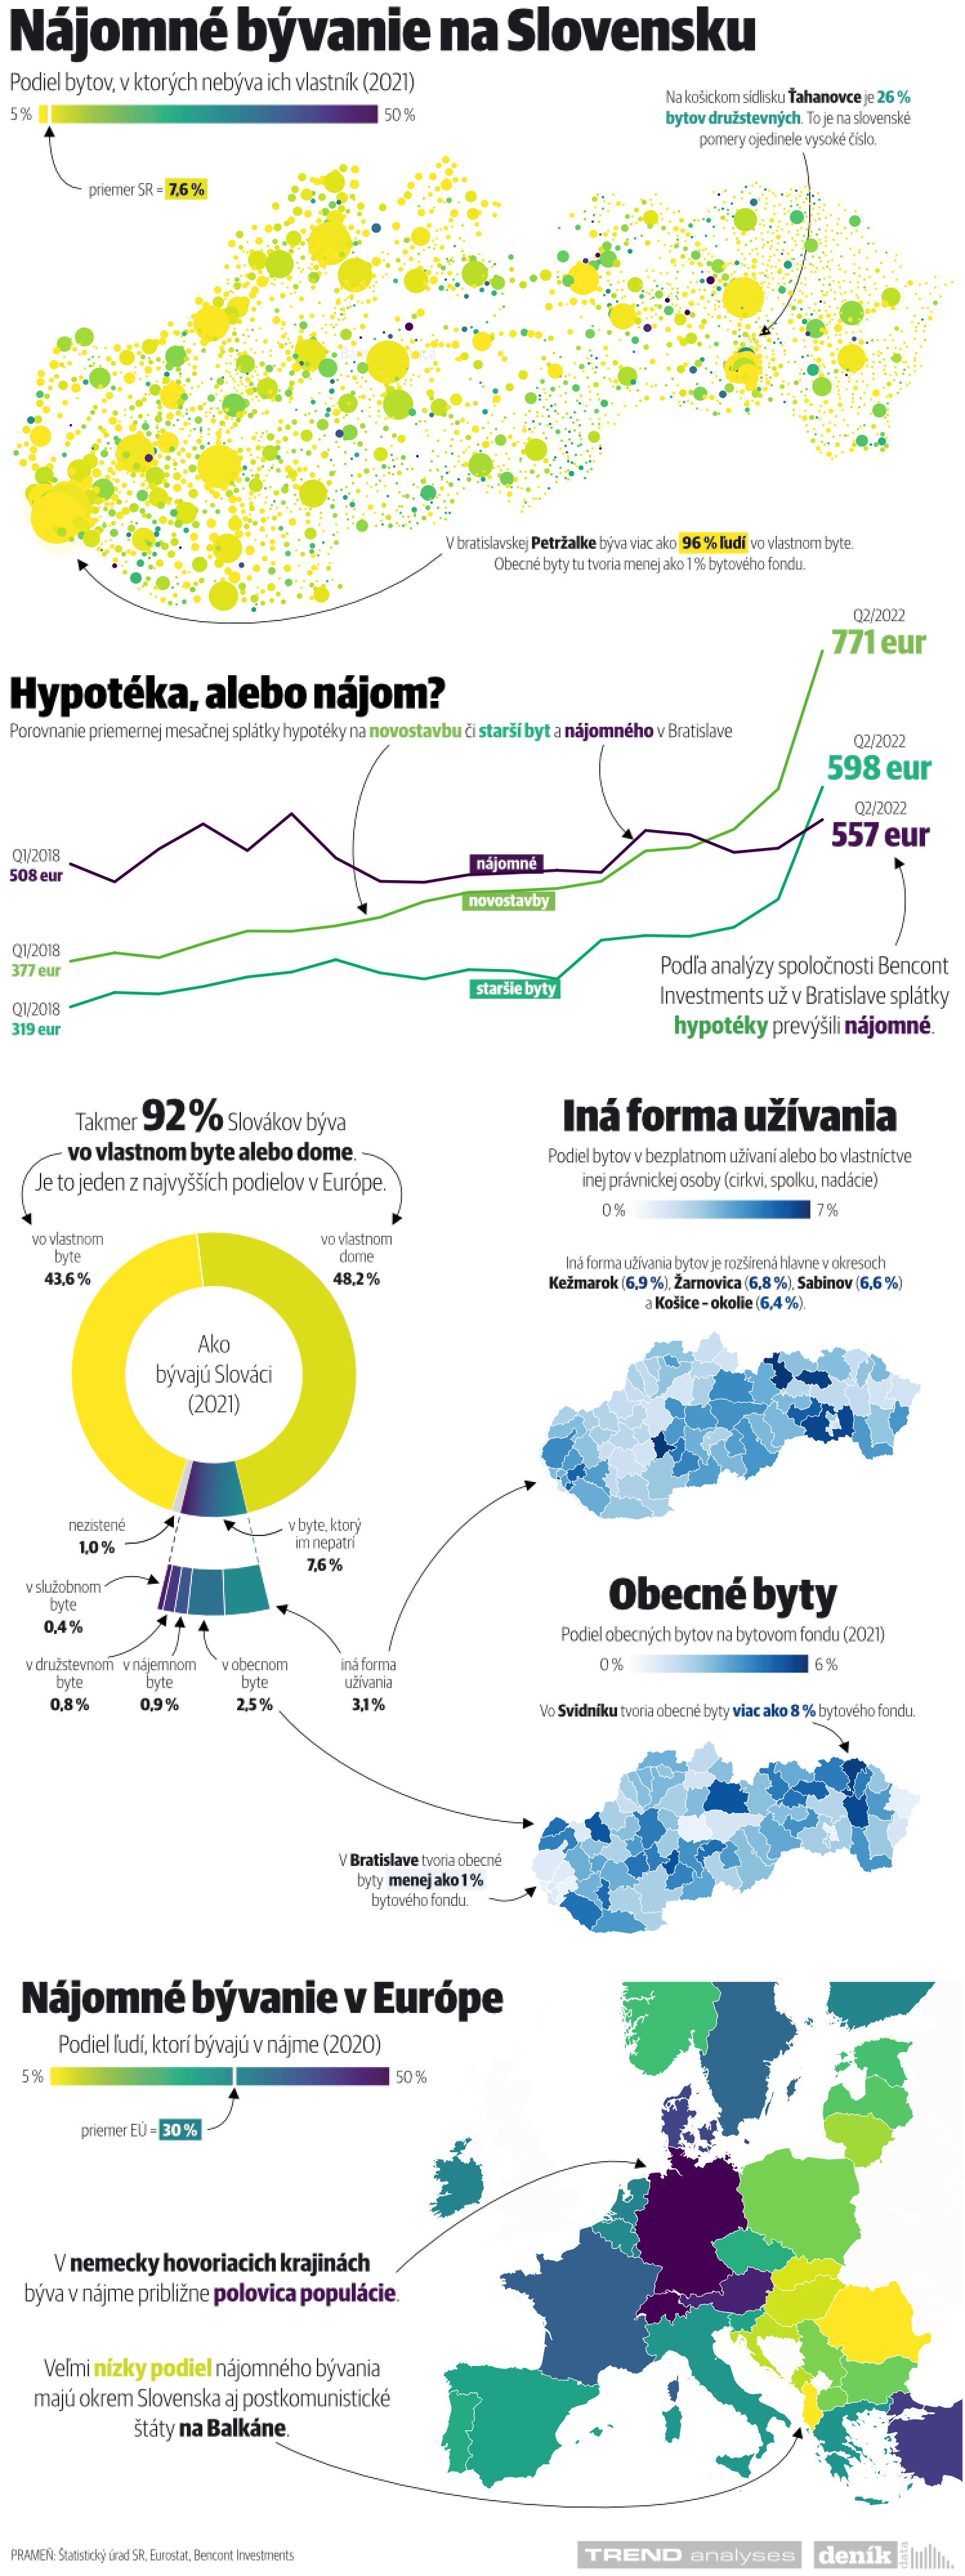 Nájomné bývanie na Slovensku
Podiel bytov, v ktorých nebýva ich vlastník (2021)
5 %
50 %
priemer SR = 7,6 %
Na košickom sídlisku Ťahanovce je 26 %
bytov družstevných. To je na slovenské
pomery ojedinele vysoké číslo.
V bratislavskej Petržalke býva viac ako 96 % ľudí vo vlastnom byte.
Obecné byty tu tvoria menej ako 1 % bytového fondu.
Hypotéka, alebo nájom?
Porovnanie priemernej mesačnej splátky hypotéky na novostavbu či starší byt a nájomného v Bratislave
Q2/2022
771 eur
Q2/2022
598 eur
Q2/2022
557 eur
Q1/2018
508 eur
Q1/2018
377 eur
Q1/2018
319 eur
nájomné
novostavby
staršie byty
Podľa analýzy spoločnosti Bencont
Investments už v Bratislave splátky
hypotéky prevýšili nájomné.
Takmer 92 % Slovákov býva
vo vlastnom byte alebo dome.
Je to jeden z najvyšších podielov v Európe.
vo vlastnom
byte
43,6 %
vo vlastnom
dome
48,2 %
Ako
bývajú Slováci
(2021)
nezistené
1,0 %
v byte, ktorý
im nepatrí
7,6 %
v služobnom
byte
0,4 %
v družstevnom
byte
0,8 %
v nájemnom
byte
0,9 %
v obecnom
byte
2,5 %
iná forma
užívania
3,1 %
Iná forma užívania
Podiel bytov v bezplatnom užívaní alebo bo vlastníctve
inej právnickej osoby (cirkvi, spolku, nadácie)
0 %
7 %
Iná forma užívania bytov je rozšírená hlavne v okresoch
Kežmarok (6,9 %), Žarnovica (6,8 %), Sabinov (6,6 %)
a Košice – okolie (6,4 %).
Obecné byty
Podiel obecných bytov na bytovom fondu (2021)
0 %
6 %
Vo Svidníku tvoria obecné byty viac ako 8 % bytového fondu.
V Bratislave tvoria obecné
byty menej ako 1 %
bytového fondu.
Nájomné bývanie v Európe
Podiel ľudí, ktorí bývajú v nájme (2020)
5 %
50 %
priemer EÚ = 30 %
V nemecky hovoriacich krajinách
býva v nájme približne polovica populácie.
Veľmi nízky podiel nájomného bývania
majú okrem Slovenska aj postkomunistické
štáty na Balkáne.
PRAMEŇ: Štatistický úrad SR, Eurostat, Bencont Investments
TREND analyses
deník data